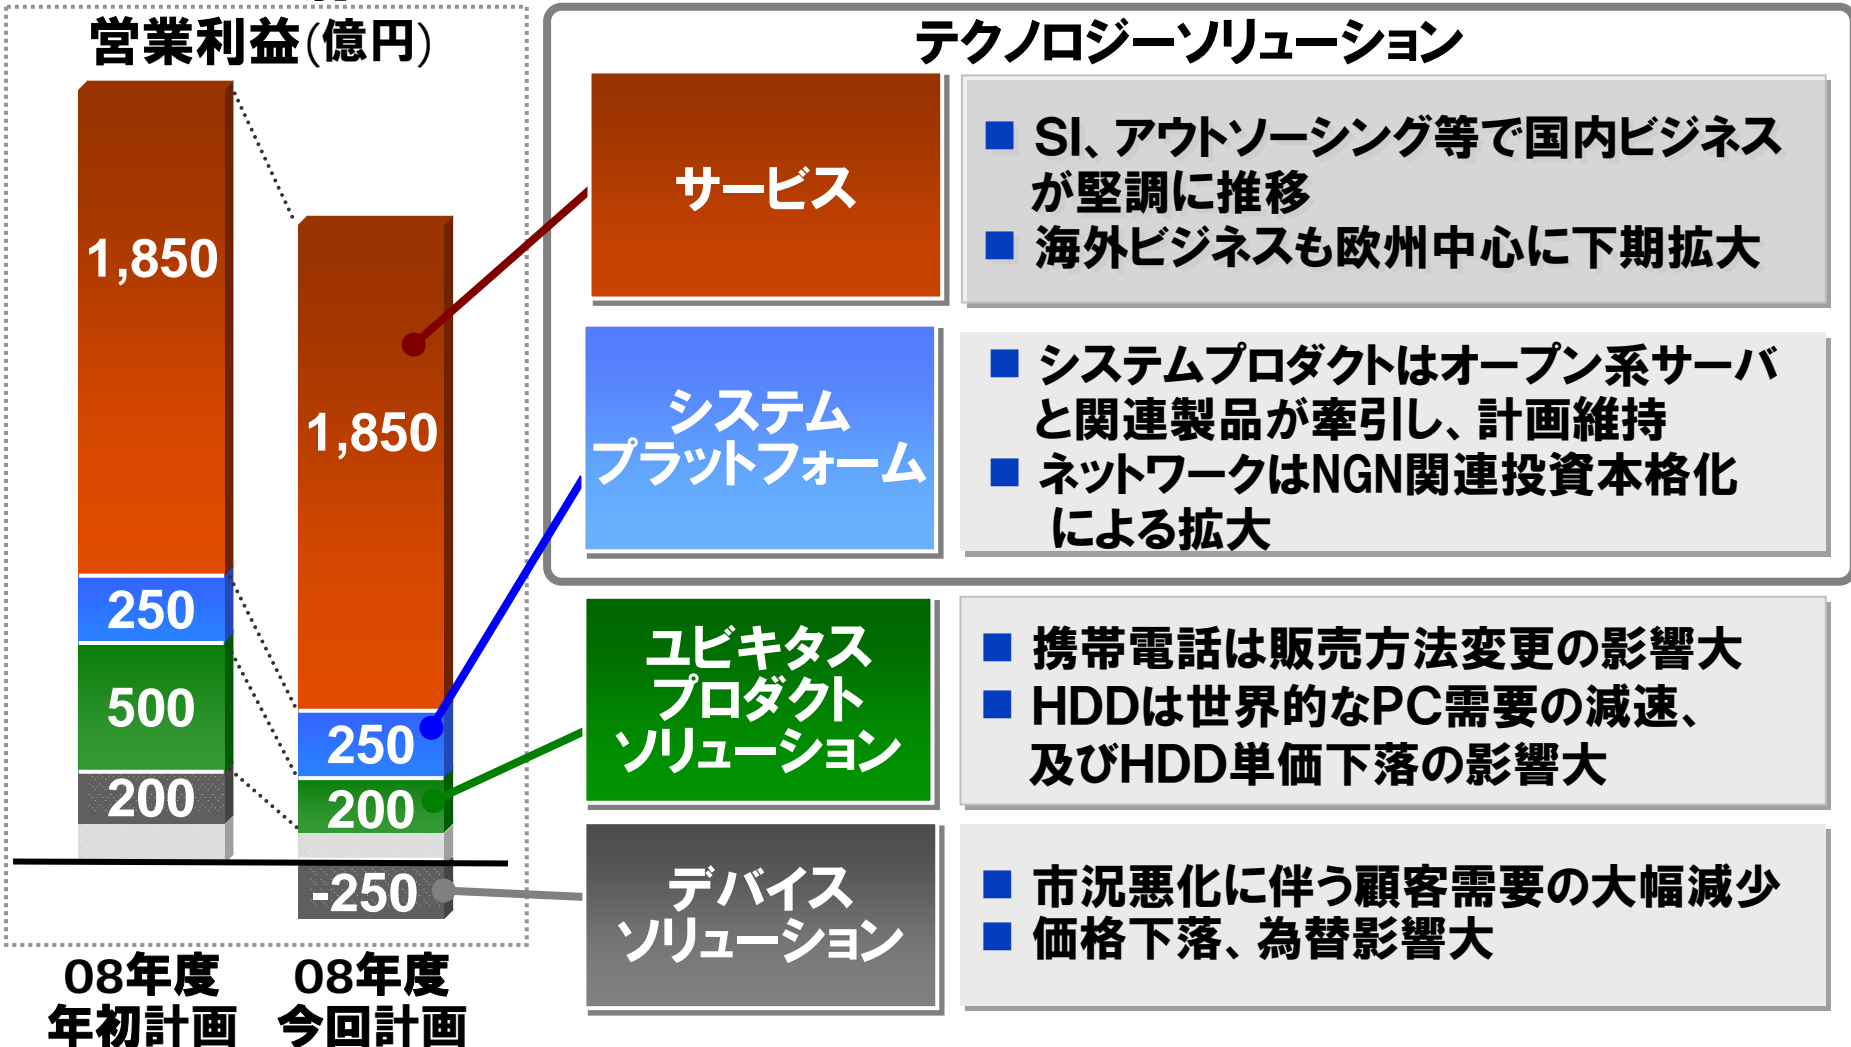 営業利益(億円)
1,850
250
500
200
1,850
250
200
-250
08年度
年初計画
08年度
今回計画
テクノロジーソリューション
サービス
■ SI、アウトソーシング等で国内ビジネス
が堅調に推移
■ 海外ビジネスも欧州中心に下期拡大
システム
プラットフォーム
■ システムプロダクトはオープン系サーバ
と関連製品が牽引し、計画維持
■ ネットワークはNGN関連投資本格化
による拡大
ユビキタス
プロダクト
ソリューション
■ 携帯電話は販売方法変更の影響大
■ HDDは世界的なPC需要の減速、
及びHDD単価下落の影響大
デバイス
ソリューション
■ 市況悪化に伴う顧客需要の大幅減少
■ 価格下落、為替影響大